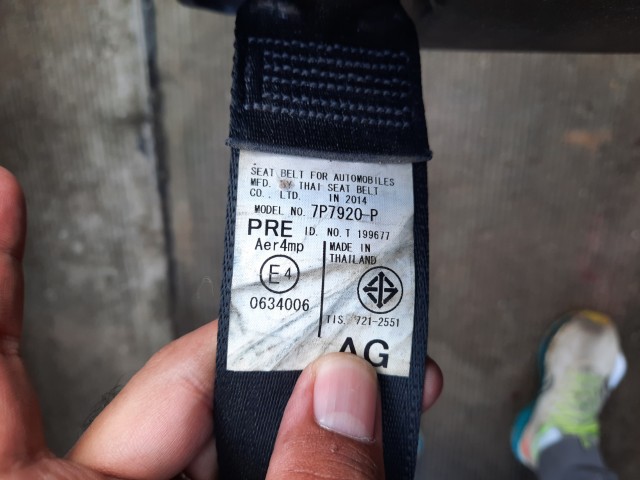 SEAT BELT FOR AUTOMOBILES
MFD. BY THAI SEAT BELT
CO., LTD. IN 2014
MODEL NO. 7P7920-P
PRE I.D. NO. T 199677
Aer4mp
E4
0634006
MADE IN
THAILAND
TIS. 721-2551
AG